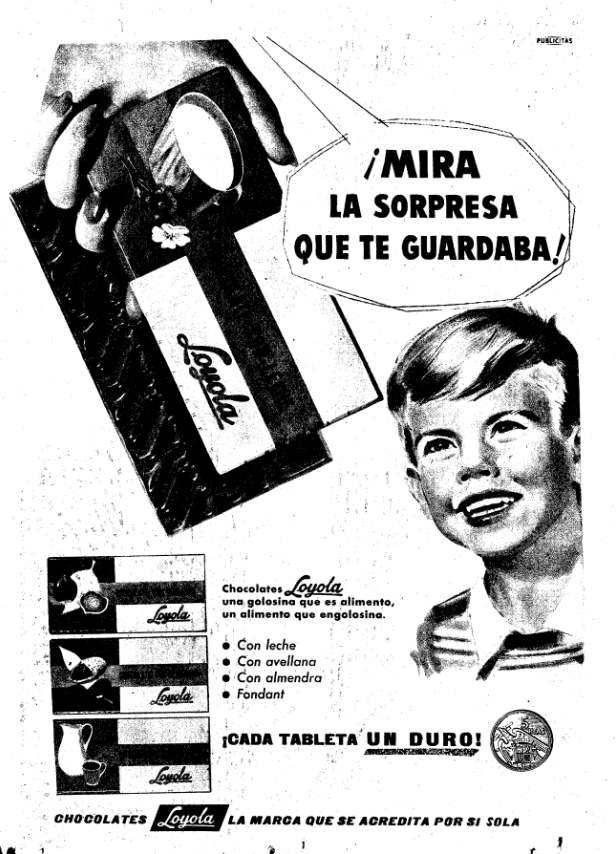 PUBLICITAS
¡MIRA
LA SORPRESA
QUE TE GUARDABA!
Loyola
Chocolates Loyola
una golosina que es alimento,
un alimento que engolosina.
● Con leche
● Con avellana
● Con almendra
● Fondant
Loyola
Loyola
Loyola
¡CADA TABLETA UN DURO!
CHOCOLATES Loyola LA MARCA QUE SE ACREDITA POR SI SOLA